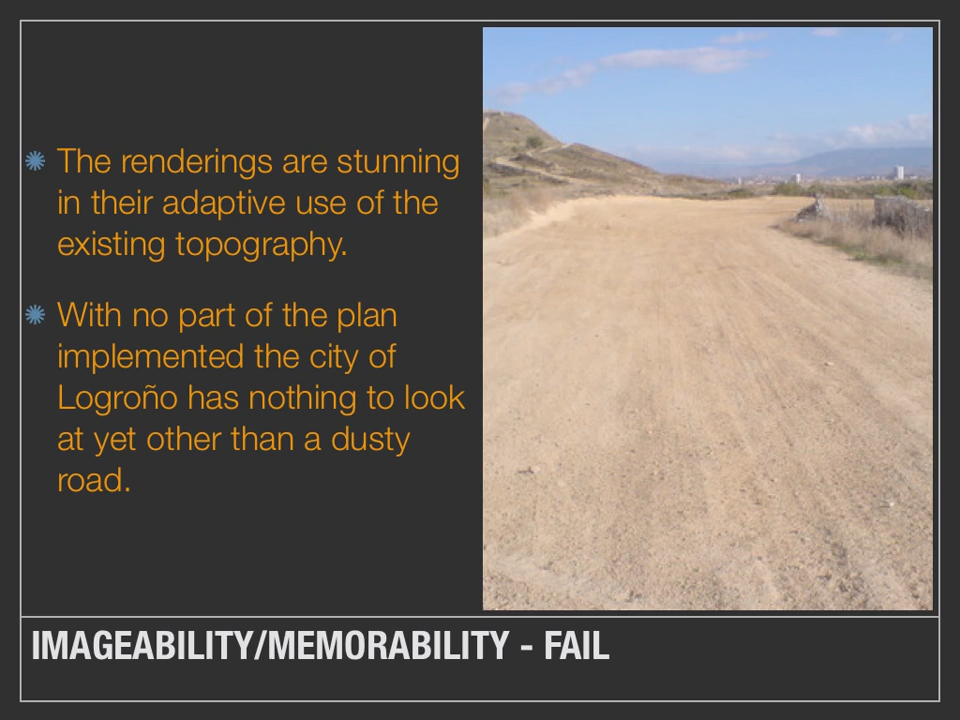 The renderings are stunning
in their adaptive use of the
existing topography.
With no part of the plan
implemented the city of
Logroño has nothing to look
at yet other than a dusty
road.
IMAGEABILITY/MEMORABILITY - FAIL